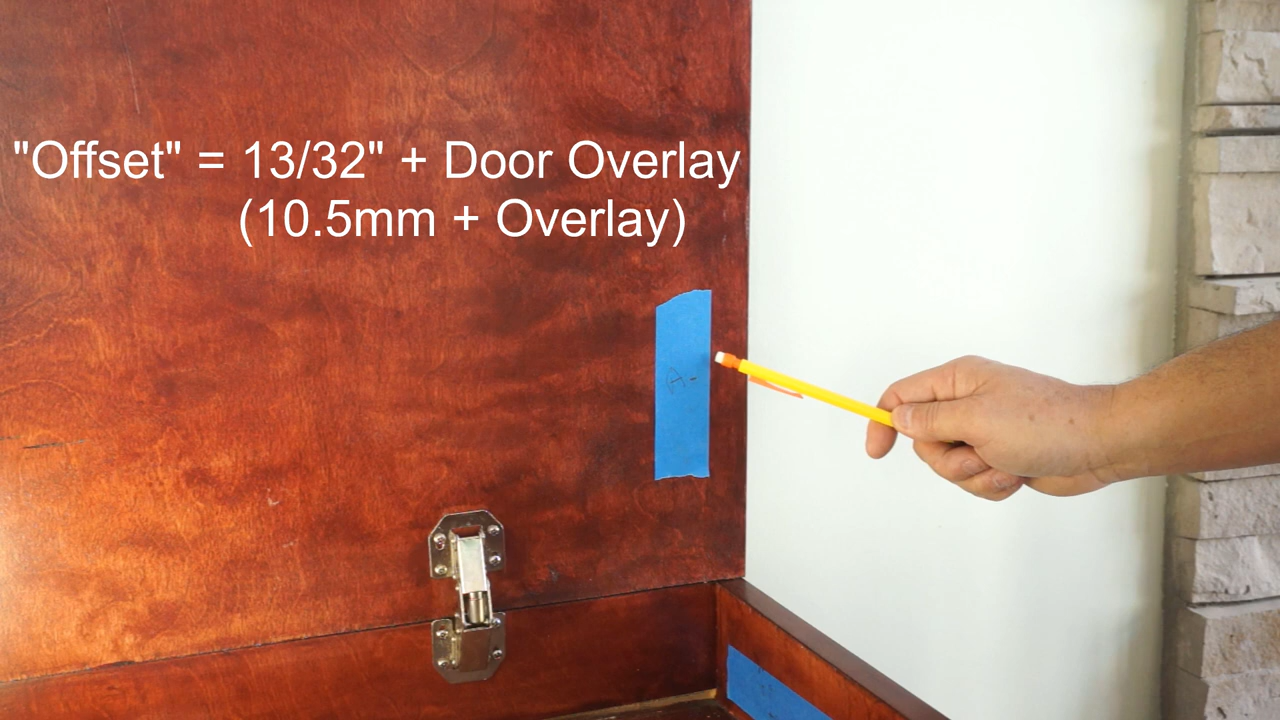 "Offset" = 13/32" + Door Overlay
(10.5mm + Overlay)